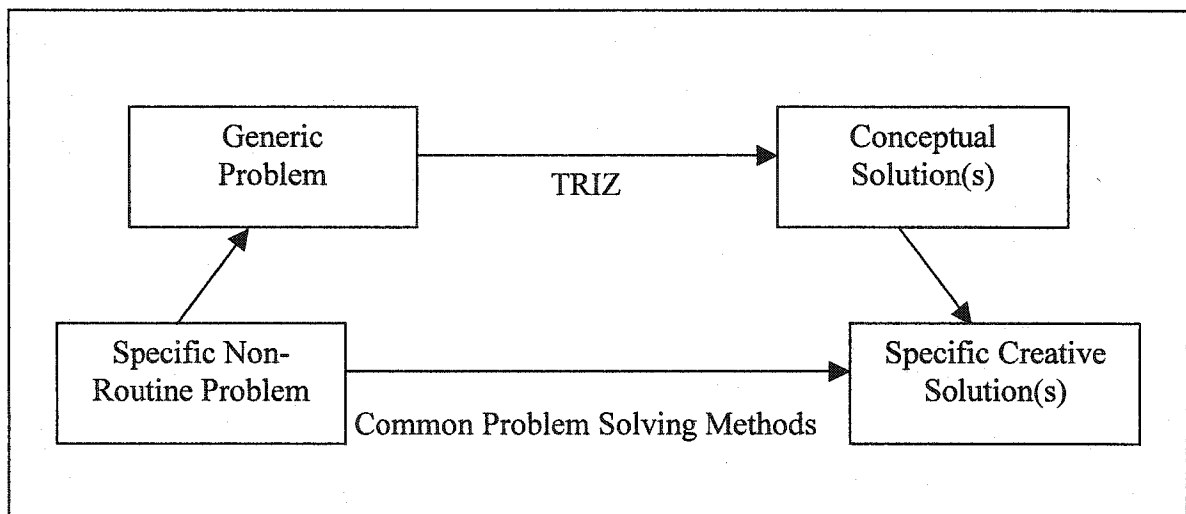 Generic
Problem
TRIZ
Conceptual
Solution(s)
Specific Non-
Routine Problem
Common Problem Solving Methods
Specific Creative
Solution(s)